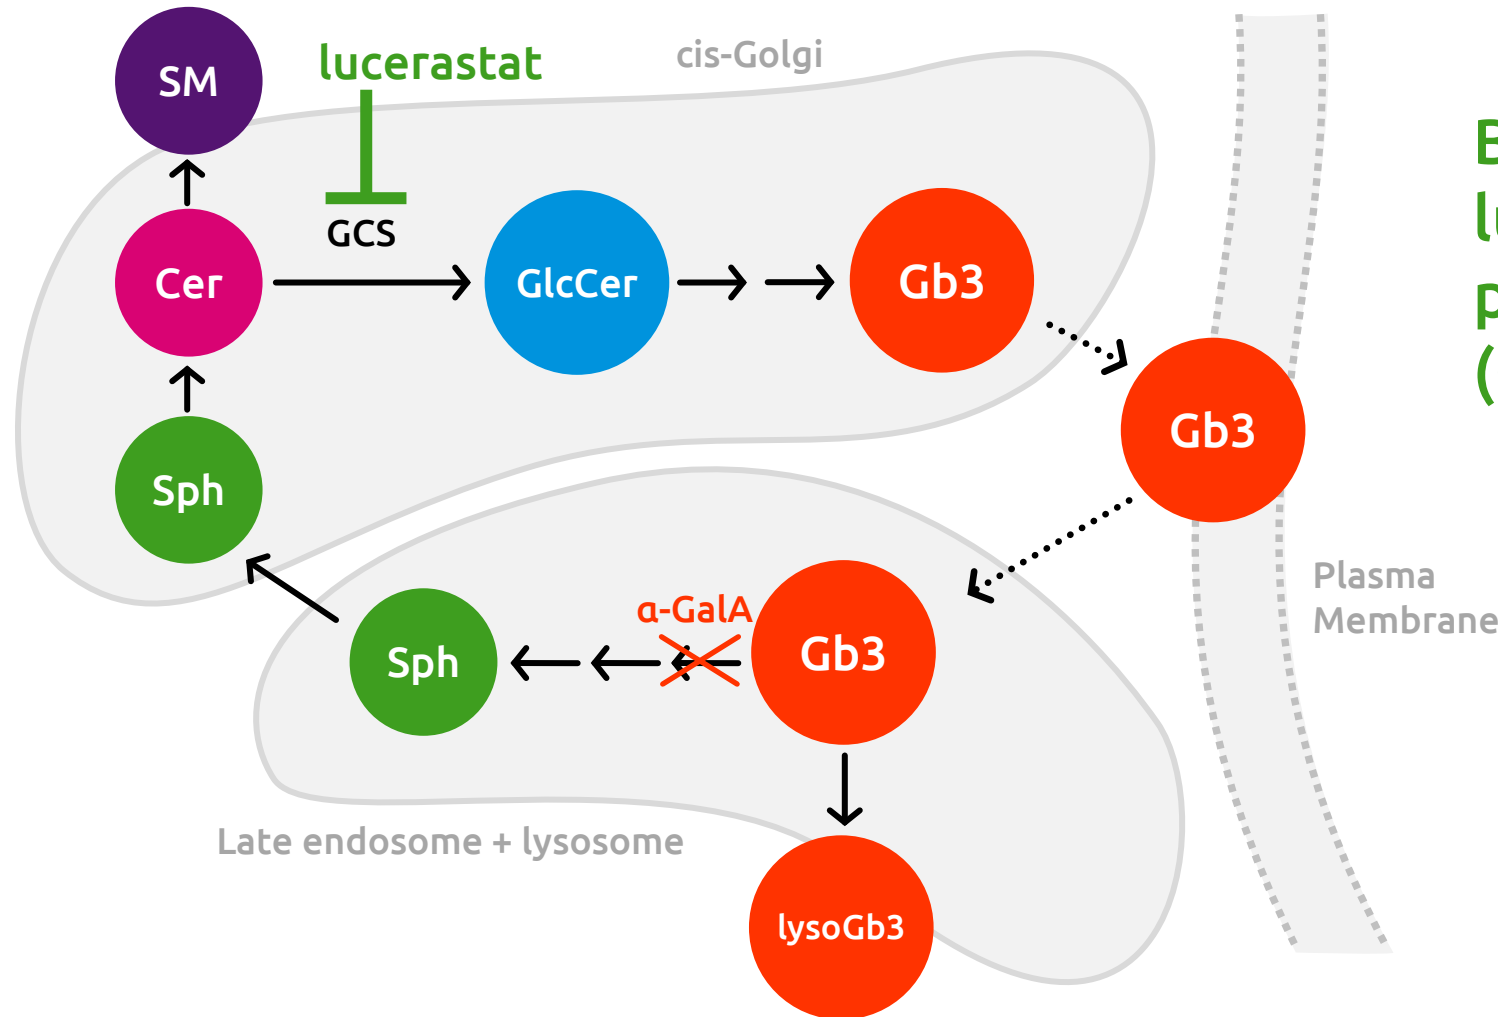 SM
lucerastat
cis-Golgi
GCS
Cer
GlcCer
Gb3
Gb3
Sph
Plasma
Membrane
α-GalA
Sph
Gb3
Late endosome + lysosome
lysoGb3